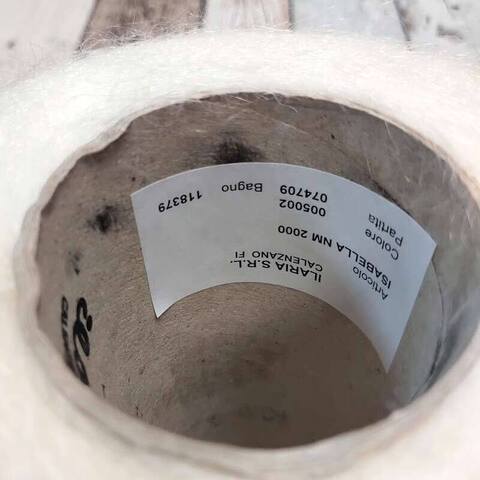 ILARIA S.R.L.
CALENZANO FI
Articolo
ISABELLA NM 2000
Colore 005002
Partita 074709 Bagno 118379